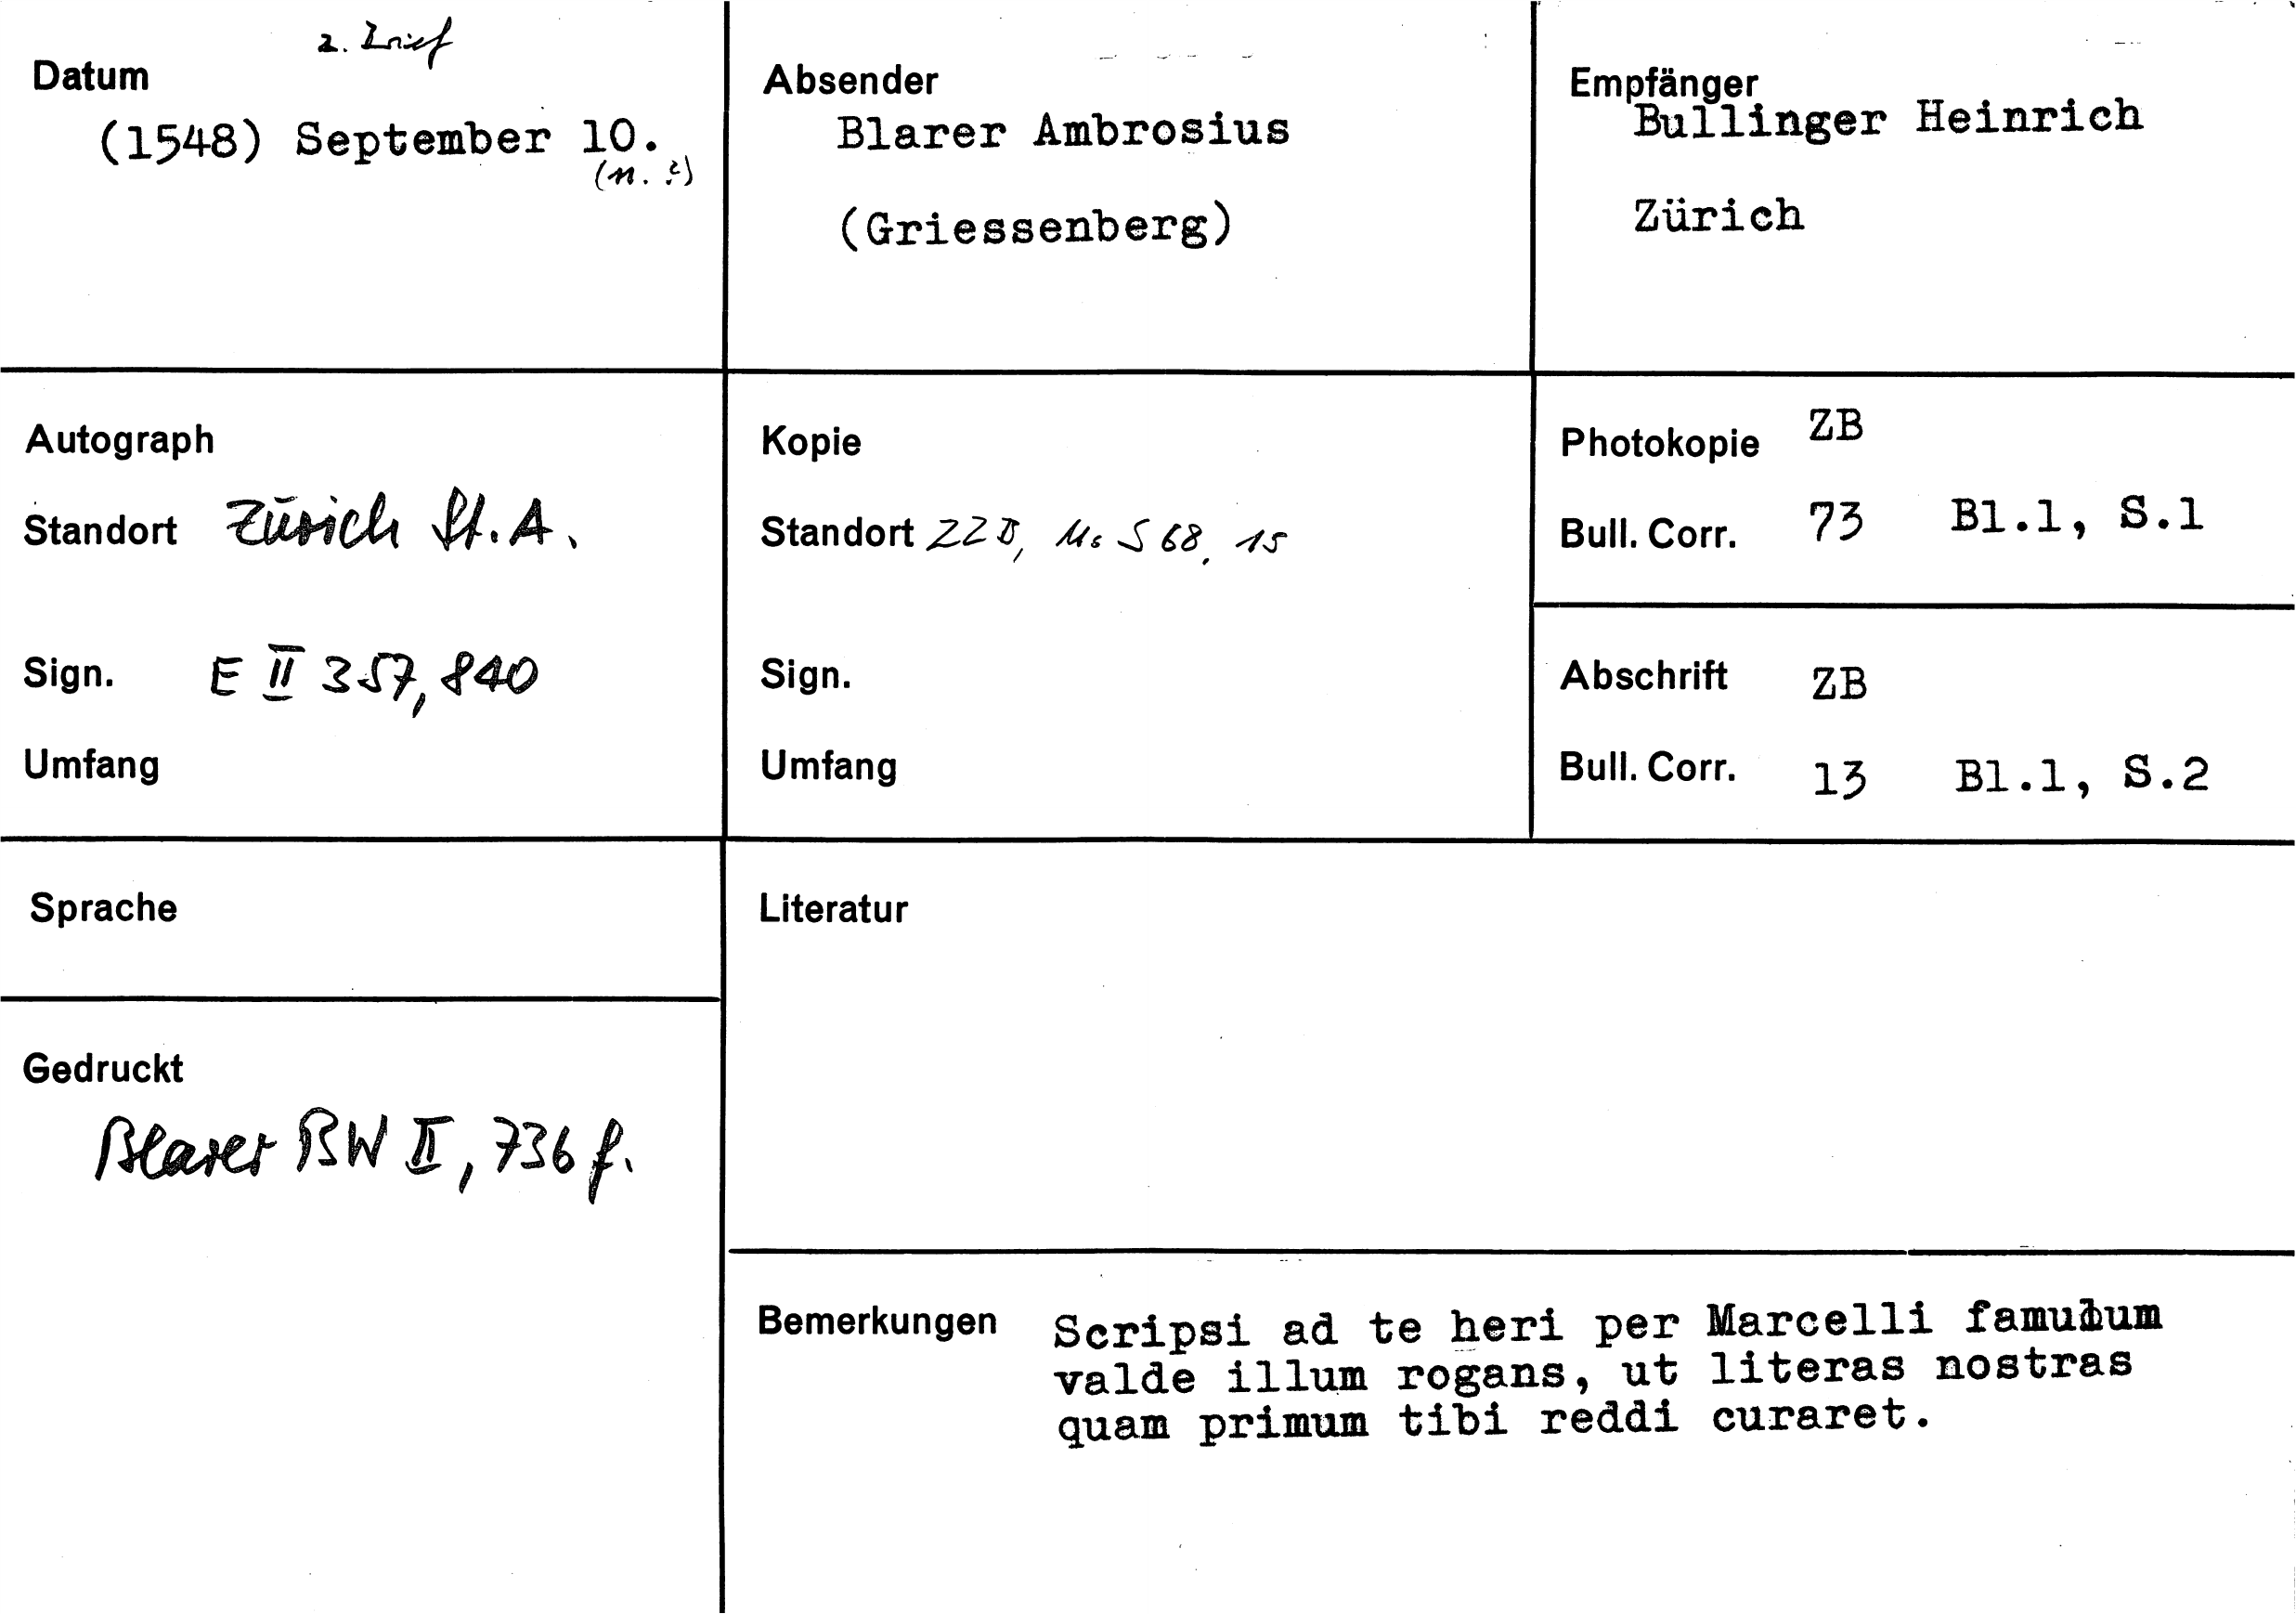 2. Brief
Datum
(1548) September 10.
Absender
Blarer Ambrosius
(Griessenberg)
Empfänger
Bullinger Heinrich
Zürich
Autograph
Standort Zürich St.A.
Sign. E II 357, 840
Umfang
Kopie
Standort ZZB, Ms S 68, 15
Sign.
Umfang
Photokopie ZB
Bull. Corr. 73 Bl.1, S.1
Abschrift ZB
Bull. Corr. 13 Bl.1, S.2
Sprache
Gedruckt
Blarer BW II, 736 f.
Literatur
Bemerkungen Scripsi ad te heri per Marcelli famulum
valde illum rogans, ut literas nostras
quam primum tibi reddi curaret.